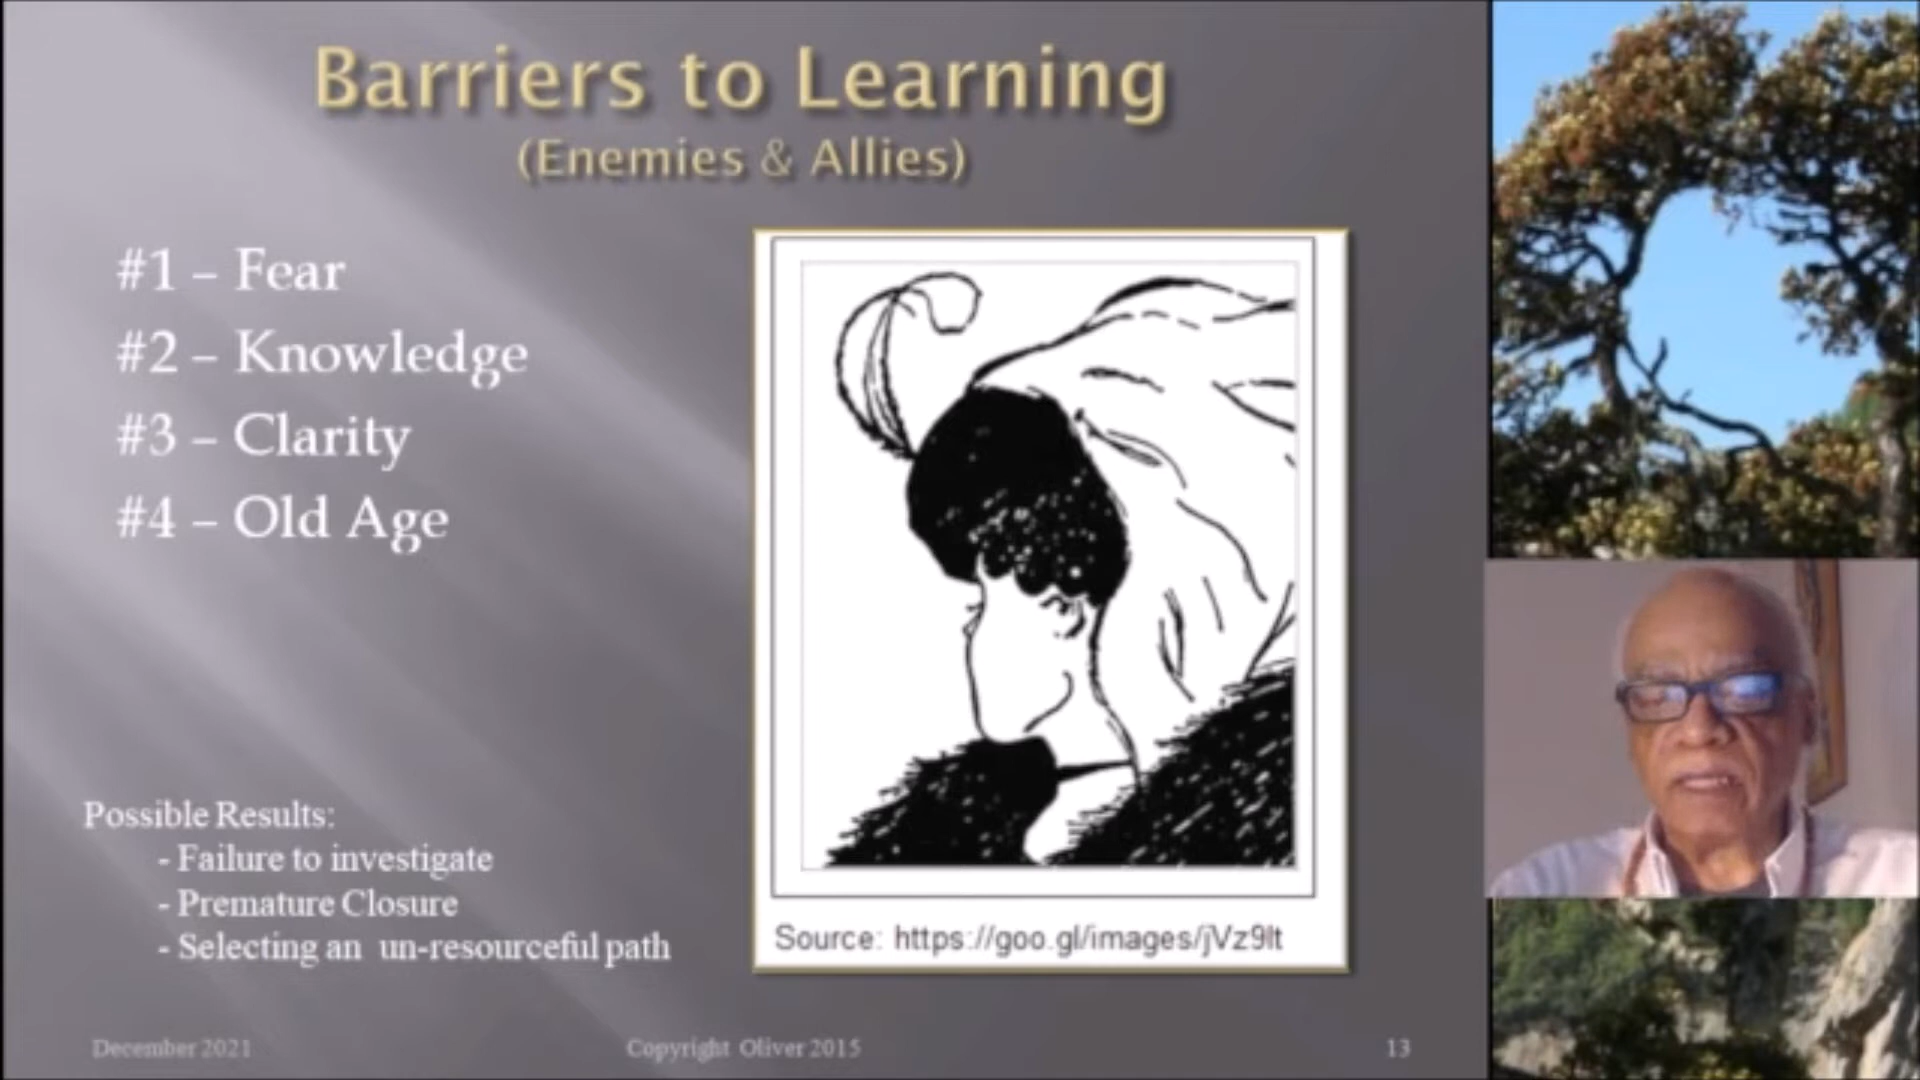 Barriers to Learning
(Enemies & Allies)
#1 – Fear
#2 – Knowledge
#3 – Clarity
#4 – Old Age
Possible Results:
- Failure to investigate
- Premature Closure
- Selecting an un-resourceful path
Source: https://goo.gl/images/jVz9lt
December 2021
Copyright Oliver 2015
13